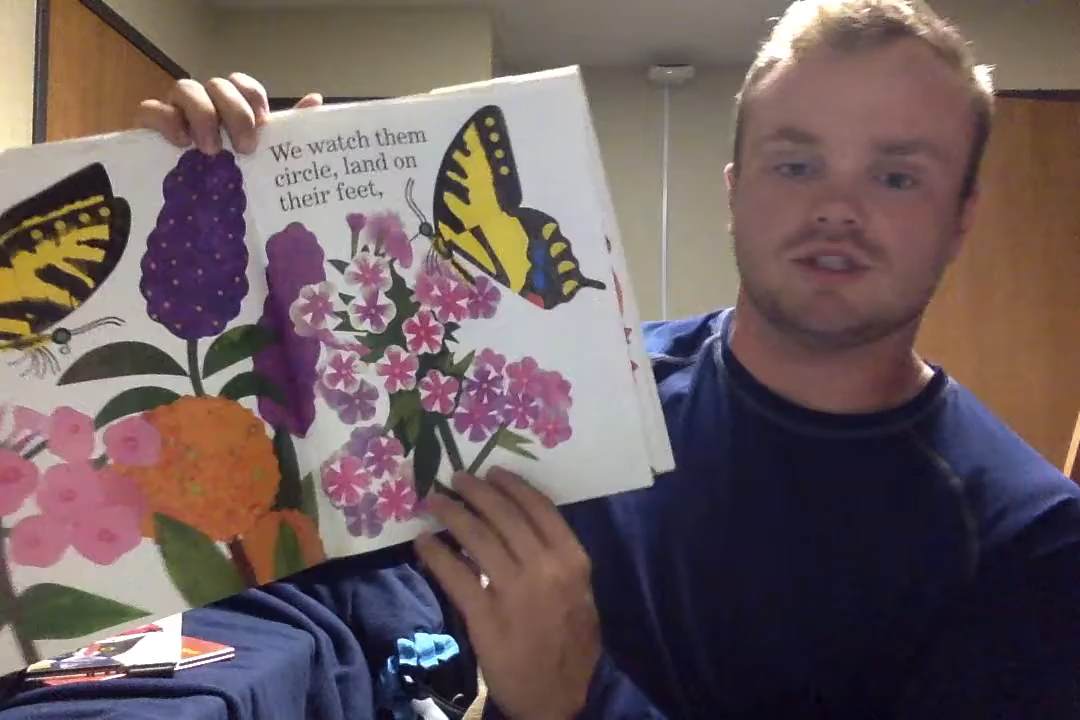 We watch them
circle, land on
their feet,